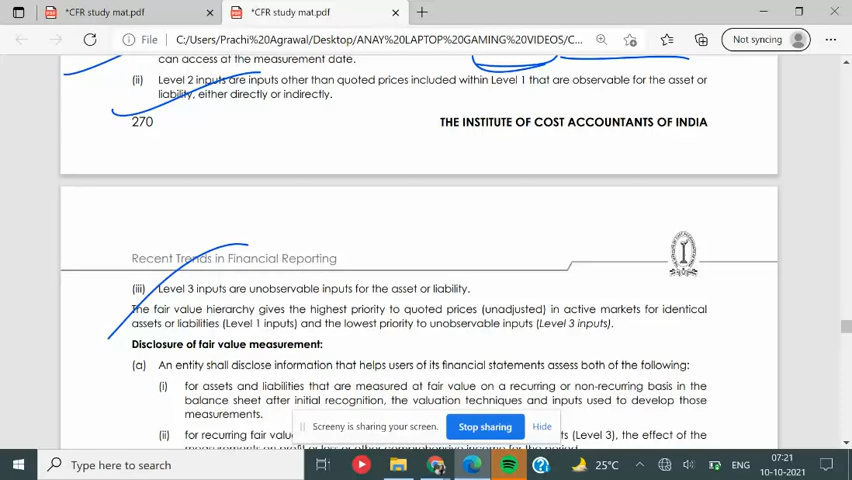 *CFR study mat.pdf
*CFR study mat.pdf
File
C:/Users/Prachi%20Agrawal/Desktop/ANAY%20LAPTOP%20GAMING%20VIDEOS/C...
Not syncing
can access at the measurement date.
(ii) Level 2 inputs are inputs other than quoted prices included within Level 1 that are observable for the asset or
liability, either directly or indirectly.
270 THE INSTITUTE OF COST ACCOUNTANTS OF INDIA
Recent Trends in Financial Reporting
(iii) Level 3 inputs are unobservable inputs for the asset or liability.
The fair value hierarchy gives the highest priority to quoted prices (unadjusted) in active markets for identical
assets or liabilities (Level 1 inputs) and the lowest priority to unobservable inputs (Level 3 inputs).
Disclosure of fair value measurement:
(a) An entity shall disclose information that helps users of its financial statements assess both of the following:
(i) for assets and liabilities that are measured at fair value on a recurring or non-recurring basis in the
balance sheet after initial recognition, the valuation techniques and inputs used to develop those
measurements.
Screeny is sharing your screen. Stop sharing Hide
(ii) for recurring fair valu ts (Level 3), the effect of the
Type here to search
25°C
ENG
07:21
10-10-2021